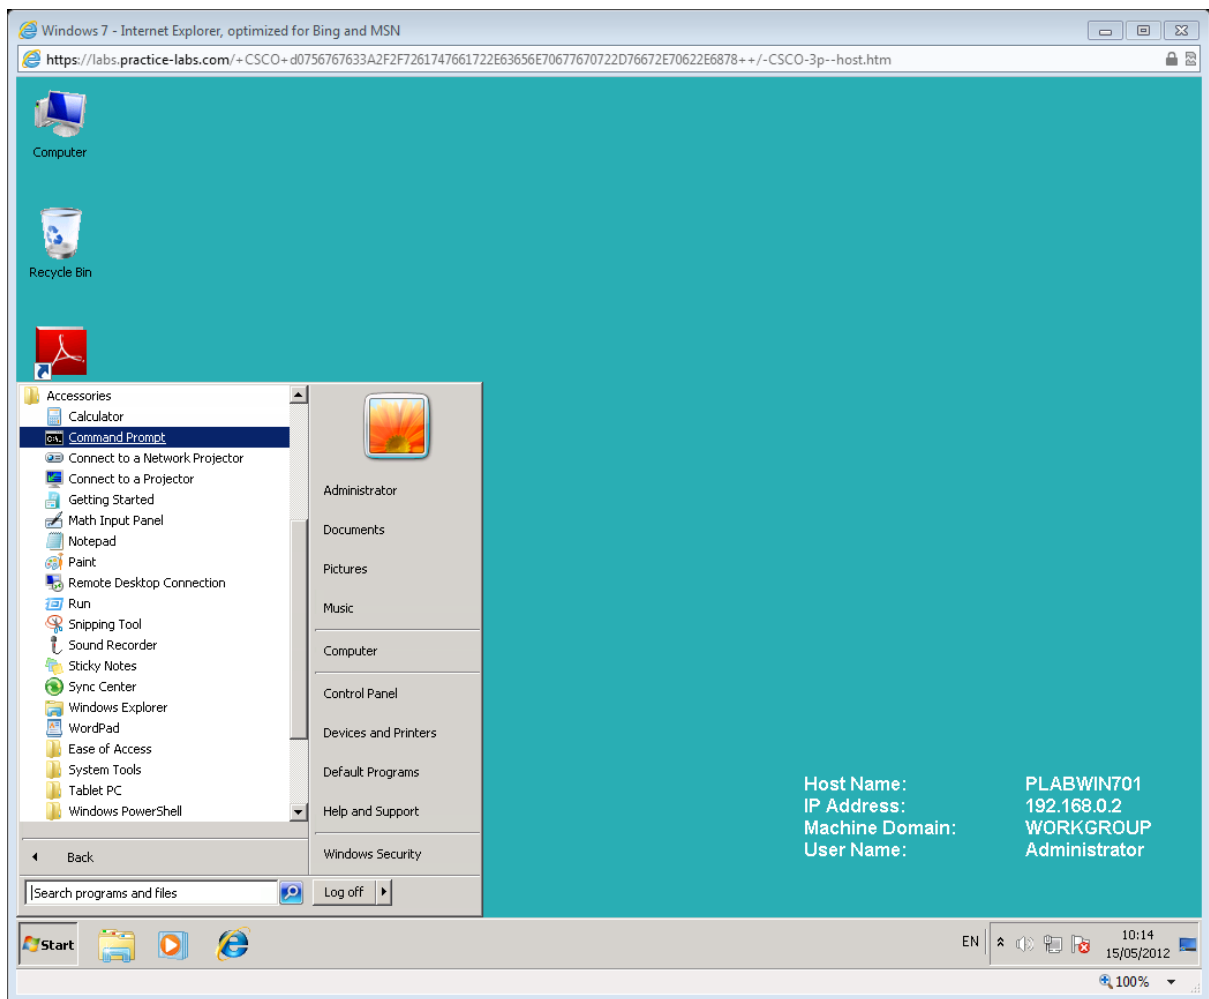 Windows 7 - Internet Explorer, optimized for Bing and MSN
https://labs.practice-labs.com/+CSCO+d0756767633A2F2F7261747661722E63656E70677670722D76672E70622E6878++/-CSCO-3p--host.htm
Computer
Recycle Bin
Accessories
Calculator
Command Prompt
Connect to a Network Projector
Connect to a Projector
Getting Started
Math Input Panel
Notepad
Paint
Remote Desktop Connection
Run
Snipping Tool
Sound Recorder
Sticky Notes
Sync Center
Windows Explorer
WordPad
Ease of Access
System Tools
Tablet PC
Windows PowerShell
Back
Search programs and files
Administrator
Documents
Pictures
Music
Computer
Control Panel
Devices and Printers
Default Programs
Help and Support
Windows Security
Log off
Host Name: PLABWIN701
IP Address: 192.168.0.2
Machine Domain: WORKGROUP
User Name: Administrator
Start
EN
10:14
15/05/2012
100%